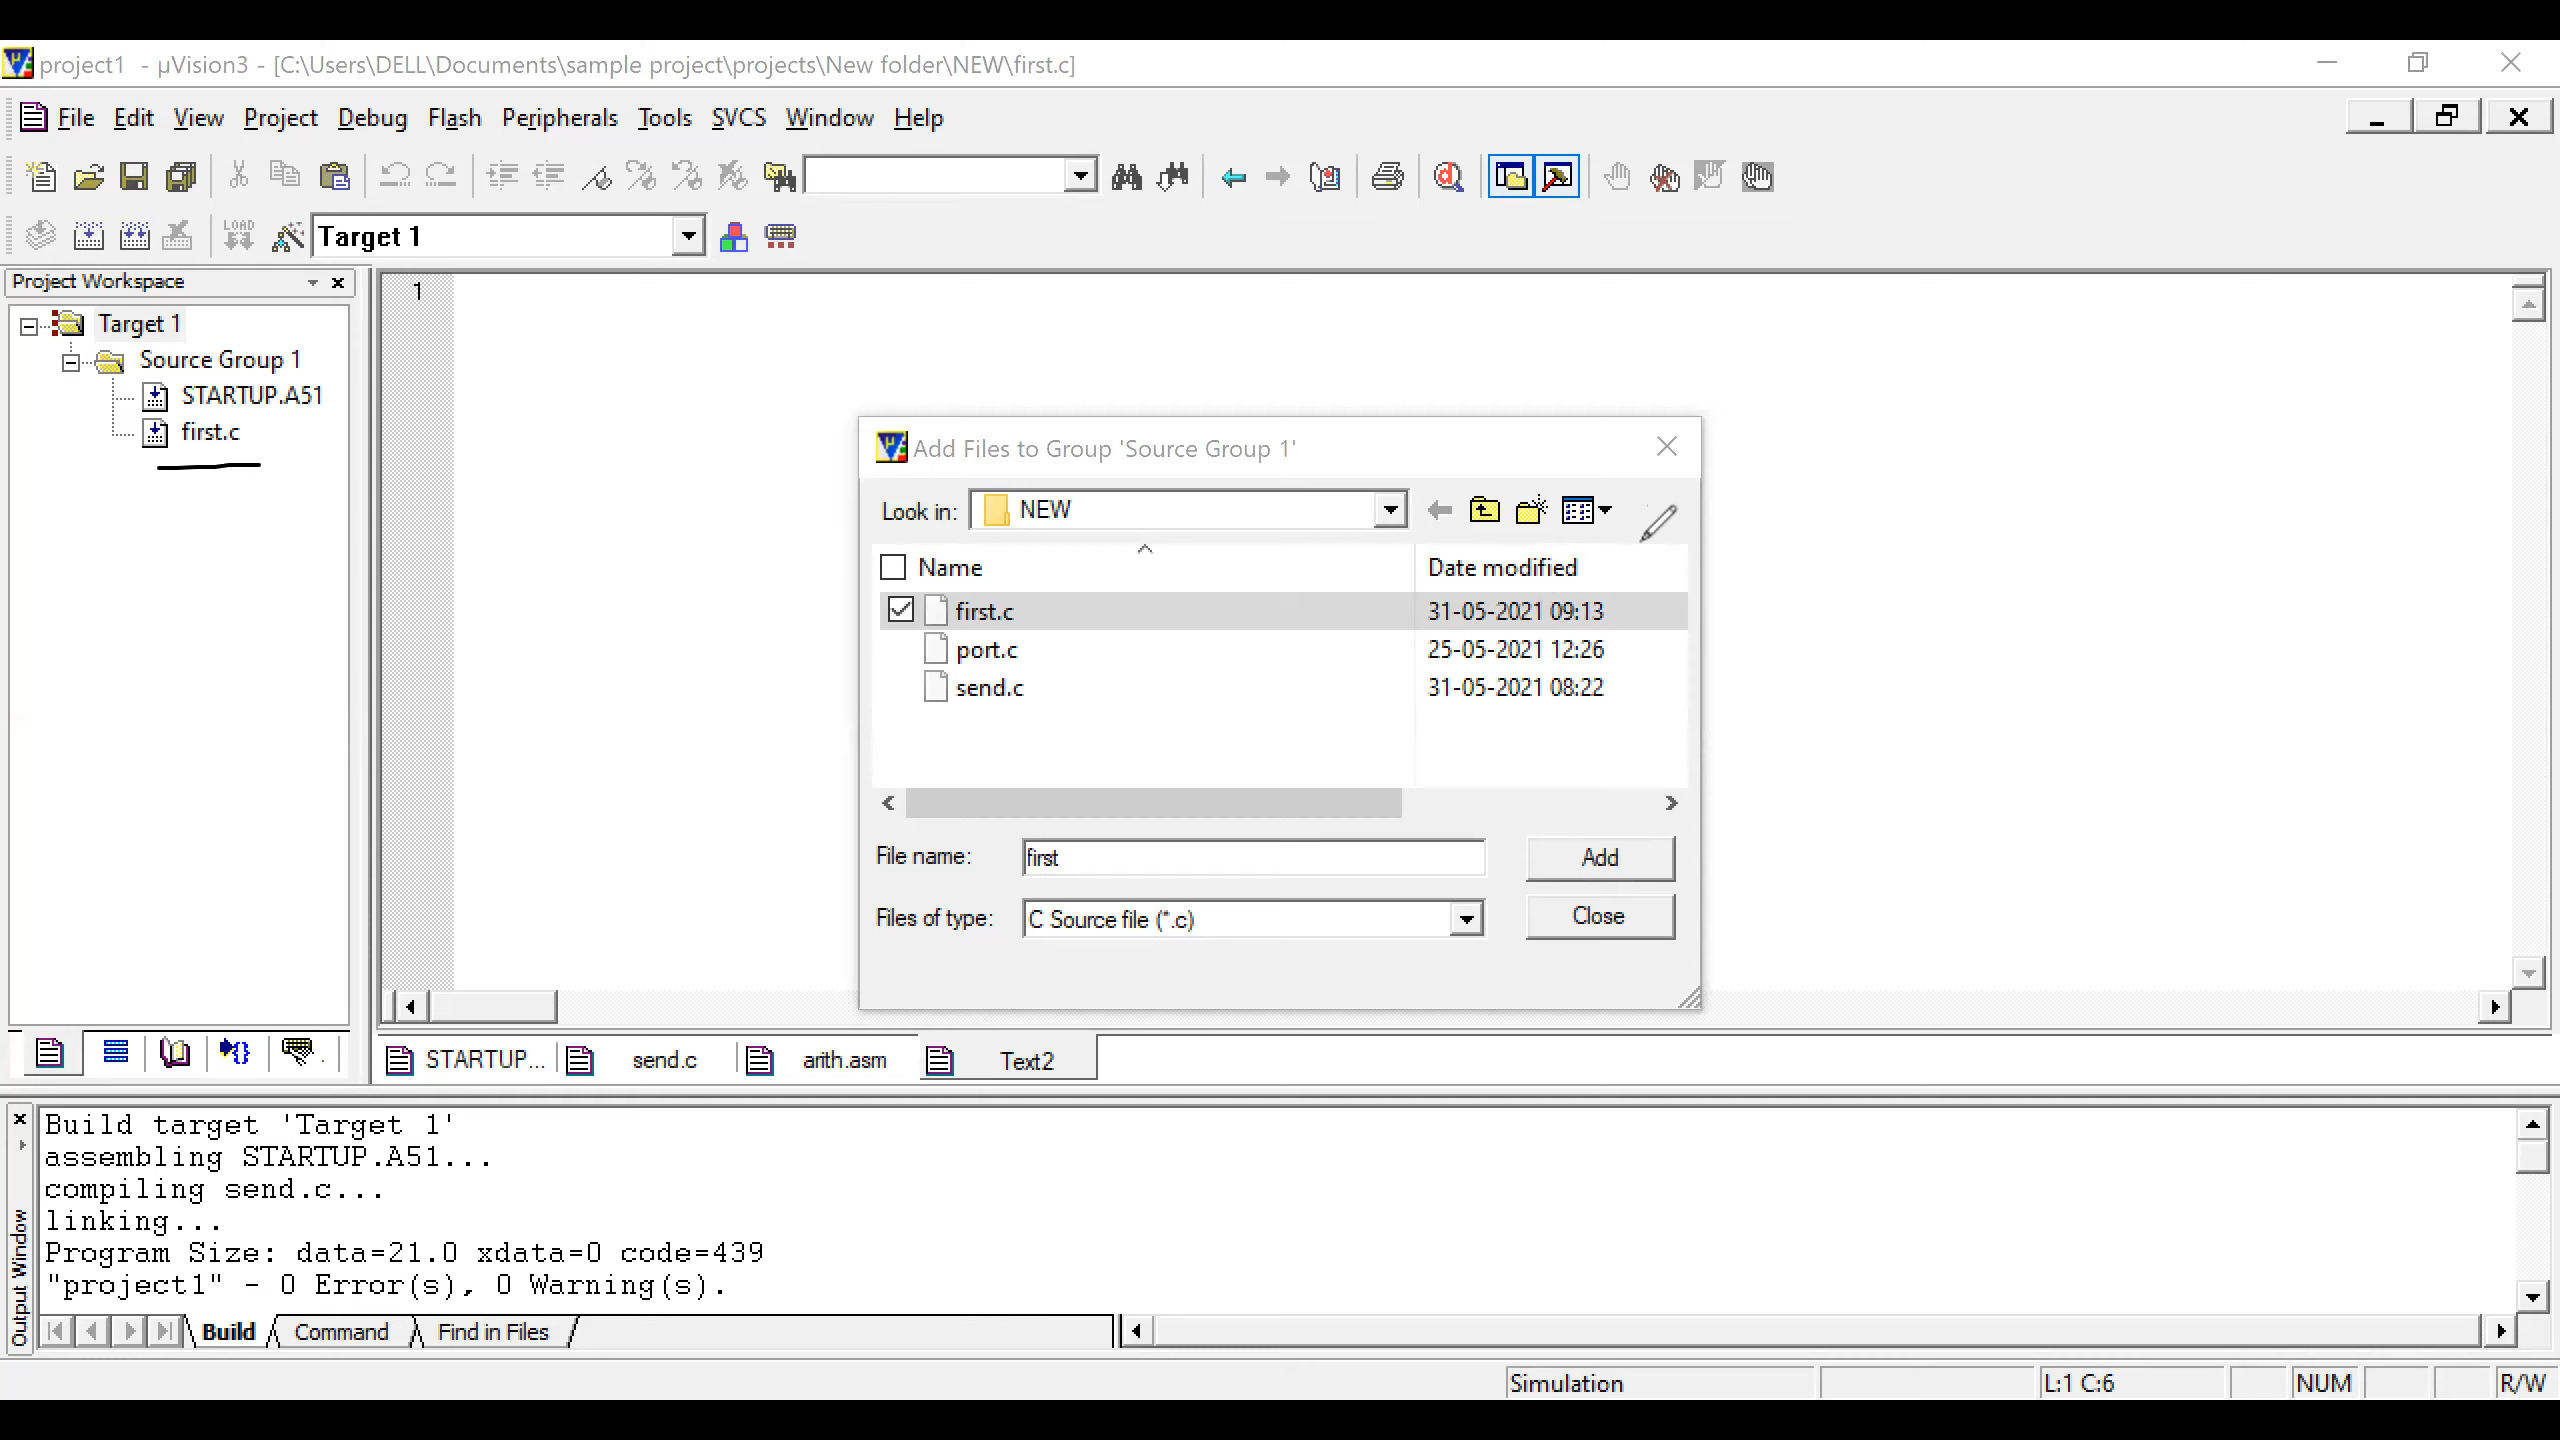 project1 - µVision3 - [C:\Users\DELL\Documents\sample project\projects\New folder\NEW\first.c]
File Edit View Project Debug Flash Peripherals Tools SVCS Window Help
LOAD
Target 1
Project Workspace
Target 1
Source Group 1
STARTUP.A51
first.c
1
Add Files to Group 'Source Group 1'
Look in: NEW
Name Date modified
first.c 31-05-2021 09:13
port.c 25-05-2021 12:26
send.c 31-05-2021 08:22
File name: first Add
Files of type: C Source file (*.c) Close
STARTUP... send.c arith.asm Text2
Output Window
Build target 'Target 1'
assembling STARTUP.A51...
compiling send.c...
linking...
Program Size: data=21.0 xdata=0 code=439
"project1" - 0 Error(s), 0 Warning(s).
Build Command Find in Files
Simulation L:1 C:6 NUM R/W